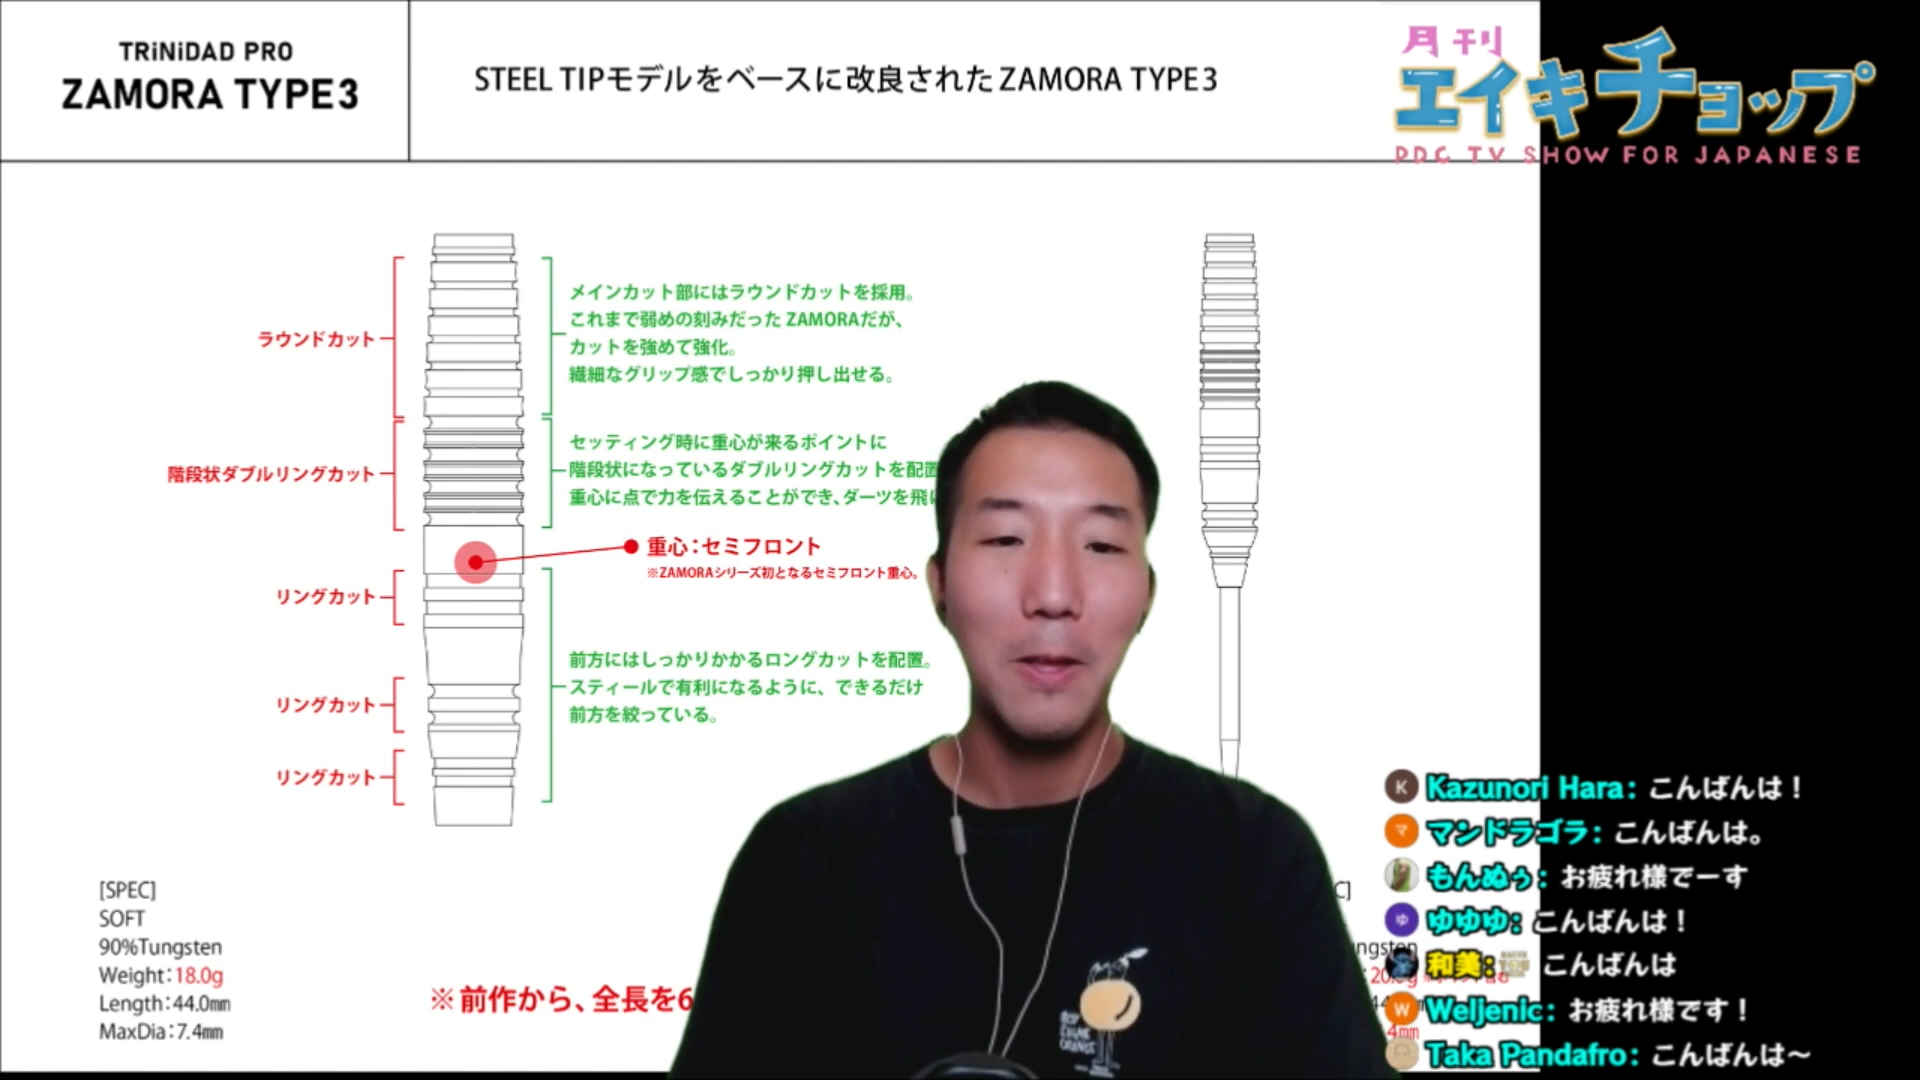 TRiNiDAD PRO
ZAMORA TYPE3
STEEL TIPモデルをベースに改良されたZAMORA TYPE3
月刊
エイキチョップ
PDC TV SHOW FOR JAPANESE
ラウンドカット
メインカット部にはラウンドカットを採用。
これまで弱めの刻みだった ZAMORAだが、
カットを強めて強化。
繊細なグリップ感でしっかり押し出せる。
階段状ダブルリングカット
セッティング時に重心が来るポイントに
階段状になっているダブルリングカットを配置
重心に点で力を伝えることができ、ダーツを飛
重心：セミフロント
※ZAMORAシリーズ初となるセミフロント重心。
リングカット
リングカット
リングカット
前方にはしっかりかかるロングカットを配置。
スティールで有利になるように、できるだけ
前方を絞っている。
[SPEC]
SOFT
90%Tungsten
Weight：18.0g
Length：44.0mm
MaxDia：7.4mm
※前作から、全長を6
C]
ngsten
4mm
Kazunori Hara： こんばんは！
マンドラゴラ： こんばんは。
もんぬぅ： お疲れ様でーす
ゆゆゆ： こんばんは！
和美： こんばんは
Weljenic： お疲れ様です！
Taka Pandafro： こんばんは〜